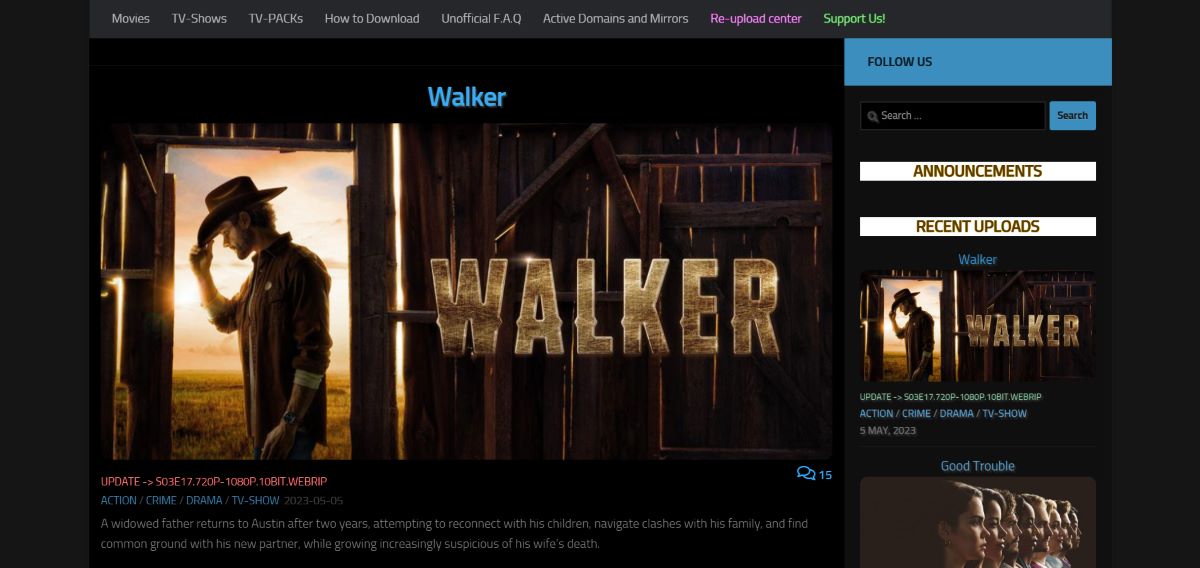 Movies TV-Shows TV-PACKs How to Download Unofficial F.A.Q Active Domains and Mirrors Re-upload center Support Us!
Walker
WALKER
UPDATE -> S03E17.720P-1080P.10BIT.WEBRIP
15
ACTION / CRIME / DRAMA / TV-SHOW 2023-05-05
A widowed father returns to Austin after two years, attempting to reconnect with his children, navigate clashes with his family, and find
common ground with his new partner, while growing increasingly suspicious of his wife's death.
FOLLOW US
Search ... Search
ANNOUNCEMENTS
RECENT UPLOADS
Walker
WALKER
UPDATE -> S03E17.720P-1080P.10BIT.WEBRIP
ACTION / CRIME / DRAMA / TV-SHOW
5 MAY, 2023
Good Trouble